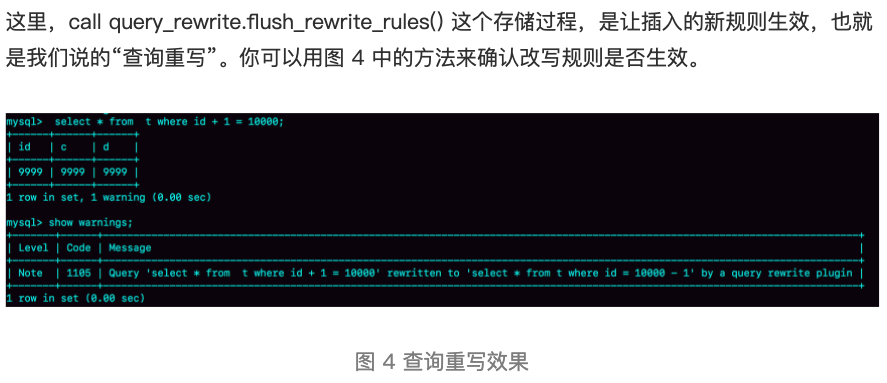 这里，call query_rewrite.flush_rewrite_rules() 这个存储过程，是让插入的新规则生效，也就
是我们说的“查询重写”。你可以用图 4 中的方法来确认改写规则是否生效。
mysql>  select * from  t where id + 1 = 10000;
+------+------+------+
| id   | c    | d    |
+------+------+------+
| 9999 | 9999 | 9999 |
+------+------+------+
1 row in set, 1 warning (0.00 sec)
mysql> show warnings;
| Level | Code | Message |
| Note  | 1105 | Query 'select * from  t where id + 1 = 10000' rewritten to 'select * from t where id = 10000 - 1' by a query rewrite plugin |
1 row in set (0.00 sec)
图 4 查询重写效果